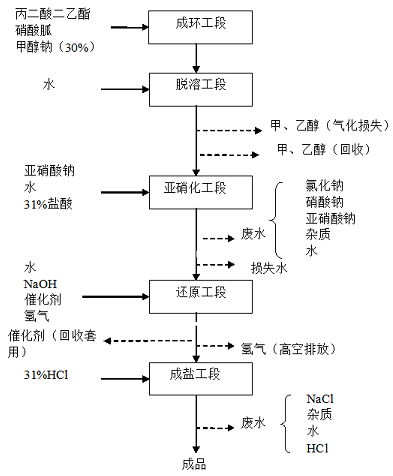 丙二酸二乙酯
硝酸胍
甲醇钠（30%）
成环工段
水
脱溶工段
甲、乙醇（气化损失）
甲、乙醇（回收）
亚硝酸钠
水
31%盐酸
亚硝化工段
废水
氯化钠
硝酸钠
亚硝酸钠
杂质
水
损失水
水
NaOH
催化剂
氢气
还原工段
催化剂（回收套
用）
氢气（高空排放）
31%HCl
成盐工段
废水
NaCl
杂质
水
HCl
成品